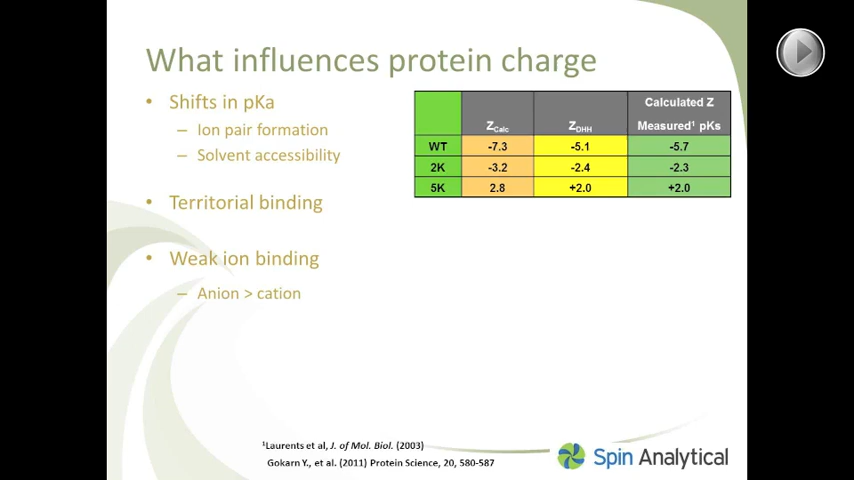 What influences protein charge
• Shifts in pKa
– Ion pair formation
– Solvent accessibility
• Territorial binding
• Weak ion binding
– Anion > cation
Calculated Z
ZCalc ZDHH Measured¹ pKs
WT -7.3 -5.1 -5.7
2K -3.2 -2.4 -2.3
5K 2.8 +2.0 +2.0
¹Laurents et al, J. of Mol. Biol. (2003)
Gokarn Y., et al. (2011) Protein Science, 20, 580-587
Spin Analytical